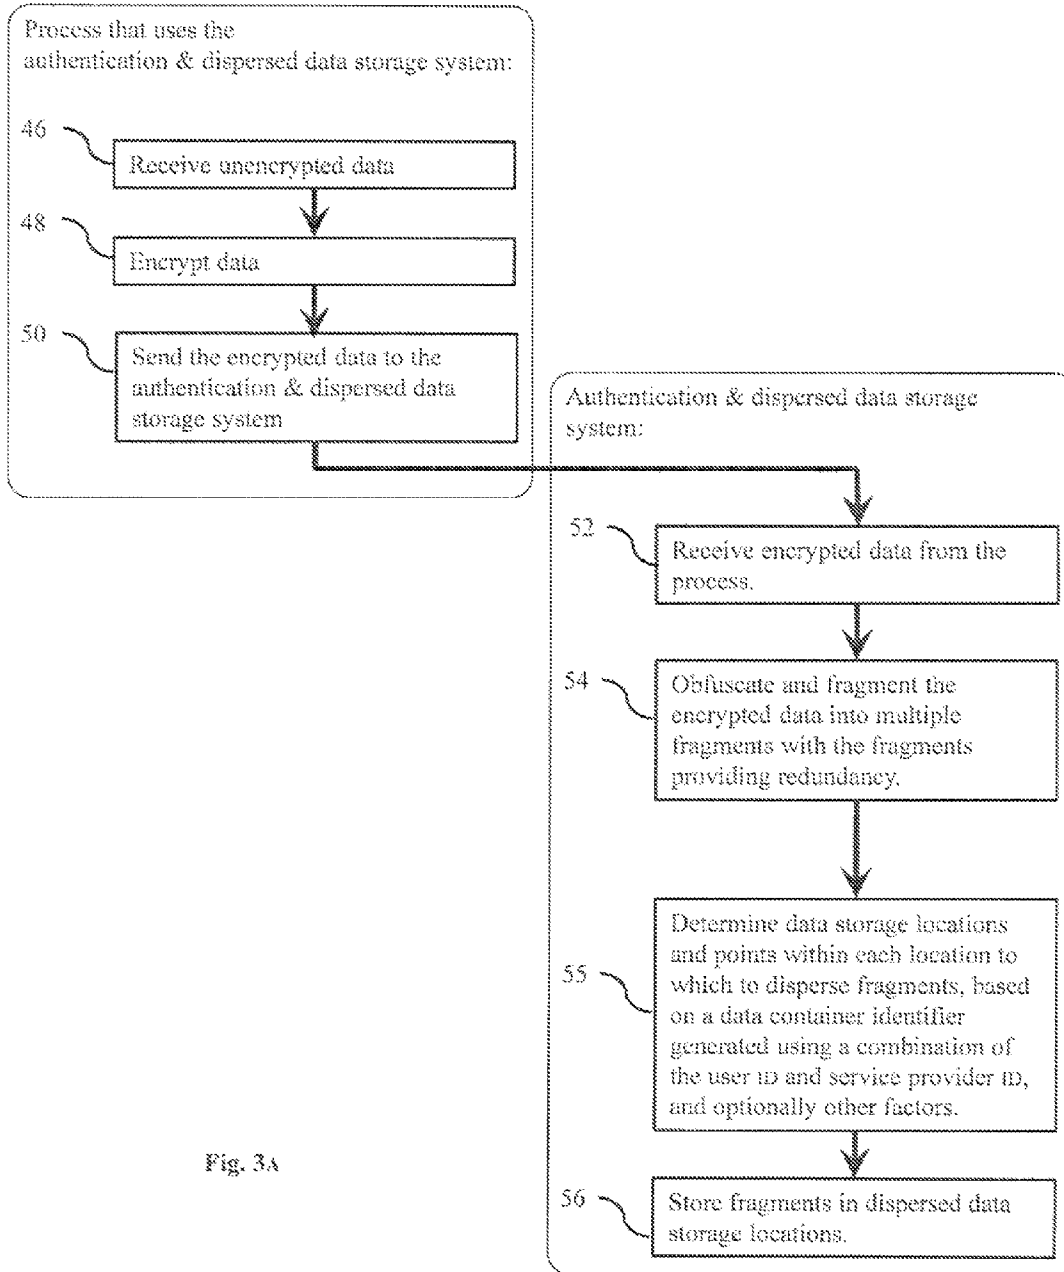 Process that uses the
authentication & dispersed data storage system:
46
Receive unencrypted data
48
Encrypt data
50
Send the encrypted data to the
authentication & dispersed data
storage system
Authentication & dispersed data storage
system:
52
Receive encrypted data from the
process.
54
Obfuscate and fragment the
encrypted data into multiple
fragments with the fragments
providing redundancy.
55
Determine data storage locations
and points within each location to
which to disperse fragments, based
on a data container identifier
generated using a combination of
the user ID and service provider ID,
and optionally other factors.
56
Store fragments in dispersed data
storage locations.
Fig. 3A